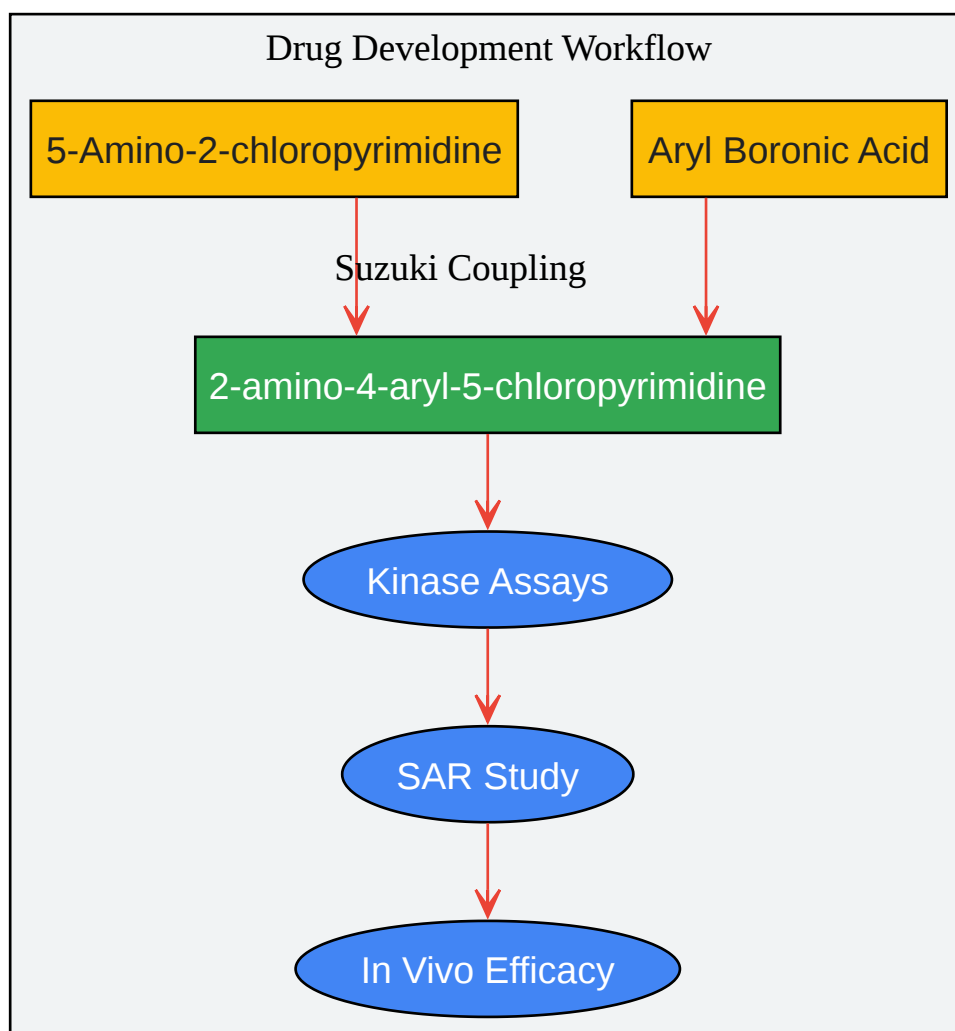 Drug Development Workflow
5-Amino-2-chloropyrimidine
Aryl Boronic Acid
Suzuki Coupling
2-amino-4-aryl-5-chloropyrimidine
Kinase Assays
SAR Study
In Vivo Efficacy